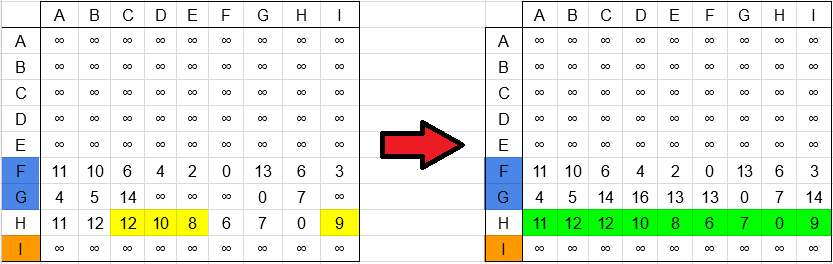 A B C D E F G H I A B C D E F G H I
A ∞ ∞ ∞ ∞ ∞ ∞ ∞ ∞ ∞ A ∞ ∞ ∞ ∞ ∞ ∞ ∞ ∞ ∞
B ∞ ∞ ∞ ∞ ∞ ∞ ∞ ∞ ∞ B ∞ ∞ ∞ ∞ ∞ ∞ ∞ ∞ ∞
C ∞ ∞ ∞ ∞ ∞ ∞ ∞ ∞ ∞ C ∞ ∞ ∞ ∞ ∞ ∞ ∞ ∞ ∞
D ∞ ∞ ∞ ∞ ∞ ∞ ∞ ∞ ∞ D ∞ ∞ ∞ ∞ ∞ ∞ ∞ ∞ ∞
E ∞ ∞ ∞ ∞ ∞ ∞ ∞ ∞ ∞ E ∞ ∞ ∞ ∞ ∞ ∞ ∞ ∞ ∞
F 11 10 6 4 2 0 13 6 3 F 11 10 6 4 2 0 13 6 3
G 4 5 14 ∞ ∞ ∞ 0 7 ∞ G 4 5 14 16 13 13 0 7 14
H 11 12 12 10 8 6 7 0 9 H 11 12 12 10 8 6 7 0 9
I ∞ ∞ ∞ ∞ ∞ ∞ ∞ ∞ ∞ I ∞ ∞ ∞ ∞ ∞ ∞ ∞ ∞ ∞